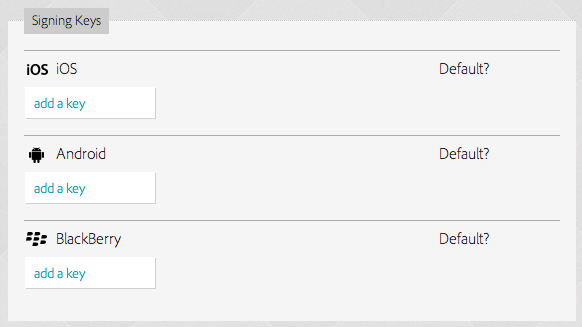 Signing Keys
iOS iOS Default?
add a key
Android Default?
add a key
BlackBerry Default?
add a key